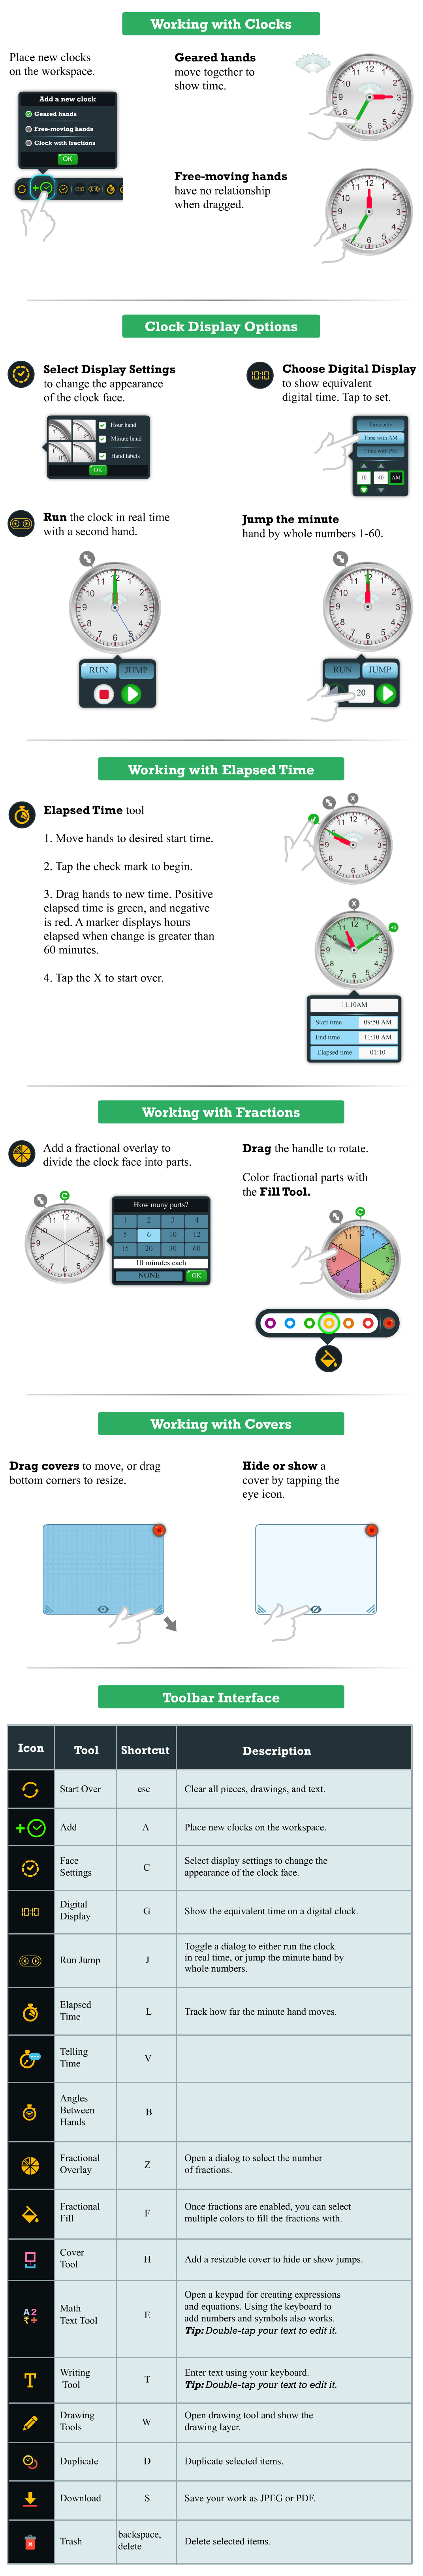 Working with Clocks
Place new clocks
on the workspace.
Add a new clock
Geared hands
Free-moving hands
Clock with fractions
OK
Geared hands
move together to
show time.
Free-moving hands
have no relationship
when dragged.
Clock Display Options
Select Display Settings
to change the appearance
of the clock face.
Hour hand
Minute hand
Hand labels
OK
Choose Digital Display
to show equivalent
digital time. Tap to set.
Time only
Time with AM
Time with PM
10 40 AM
Run the clock in real time
with a second hand.
RUN JUMP
Jump the minute
hand by whole numbers 1-60.
RUN JUMP
20
Working with Elapsed Time
Elapsed Time tool
1. Move hands to desired start time.
2. Tap the check mark to begin.
3. Drag hands to new time. Positive
elapsed time is green, and negative
is red. A marker displays hours
elapsed when change is greater than
60 minutes.
4. Tap the X to start over.
X
X
+1
11:10AM
Start time 09:50 AM
End time 11:10 AM
Elapsed time 01:10
Working with Fractions
Add a fractional overlay to
divide the clock face into parts.
How many parts?
1 2 3 4
5 6 10 12
15 20 30 60
10 minutes each
NONE OK
Drag the handle to rotate.
Color fractional parts with
the Fill Tool.
Working with Covers
Drag covers to move, or drag
bottom corners to resize.
Hide or show a
cover by tapping the
eye icon.
Toolbar Interface
Icon Tool Shortcut Description
Start Over esc Clear all pieces, drawings, and text.
Add A Place new clocks on the workspace.
Face
Settings
C
Select display settings to change the
appearance of the clock face.
Digital
Display
G
Show the equivalent time on a digital clock.
Run Jump
J
Toggle a dialog to either run the clock
in real time, or jump the minute hand by
whole numbers.
Elapsed
Time
L
Track how far the minute hand moves.
Telling
Time
V
Angles
Between
Hands
B
Fractional
Overlay
Z
Open a dialog to select the number
of fractions.
Fractional
Fill
F
Once fractions are enabled, you can select
multiple colors to fill the fractions with.
Cover
Tool
H
Add a resizable cover to hide or show jumps.
Math
Text Tool
E
Open a keypad for creating expressions
and equations. Using the keyboard to
add numbers and symbols also works.
Tip: Double-tap your text to edit it.
Writing
Tool
T
Enter text using your keyboard.
Tip: Double-tap your text to edit it.
Drawing
Tools
W
Open drawing tool and show the
drawing layer.
Duplicate D Duplicate selected items.
Download S Save your work as JPEG or PDF.
Trash
backspace,
delete
Delete selected items.